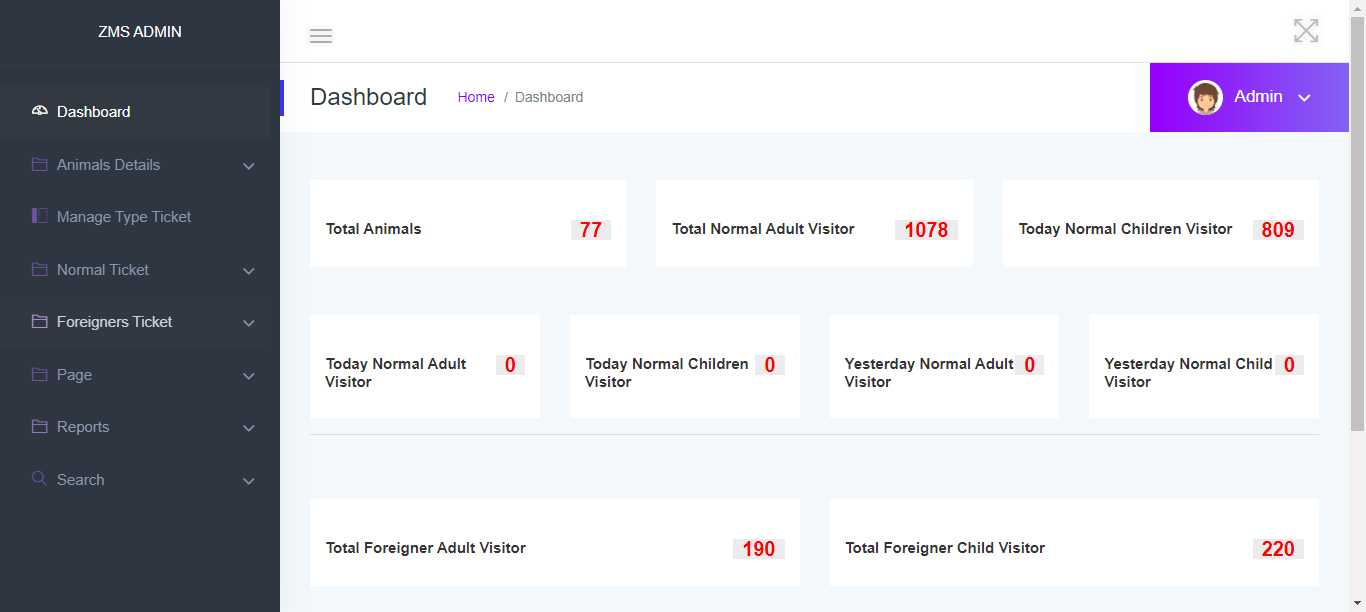 ZMS ADMIN
Dashboard
Animals Details
Manage Type Ticket
Normal Ticket
Foreigners Ticket
Page
Reports
Search
Dashboard
Home / Dashboard
Admin
Total Animals 77
Total Normal Adult Visitor 1078
Today Normal Children Visitor 809
Today Normal Adult 0
Visitor
Today Normal Children 0
Visitor
Yesterday Normal Adult 0
Visitor
Yesterday Normal Child 0
Visitor
Total Foreigner Adult Visitor 190
Total Foreigner Child Visitor 220